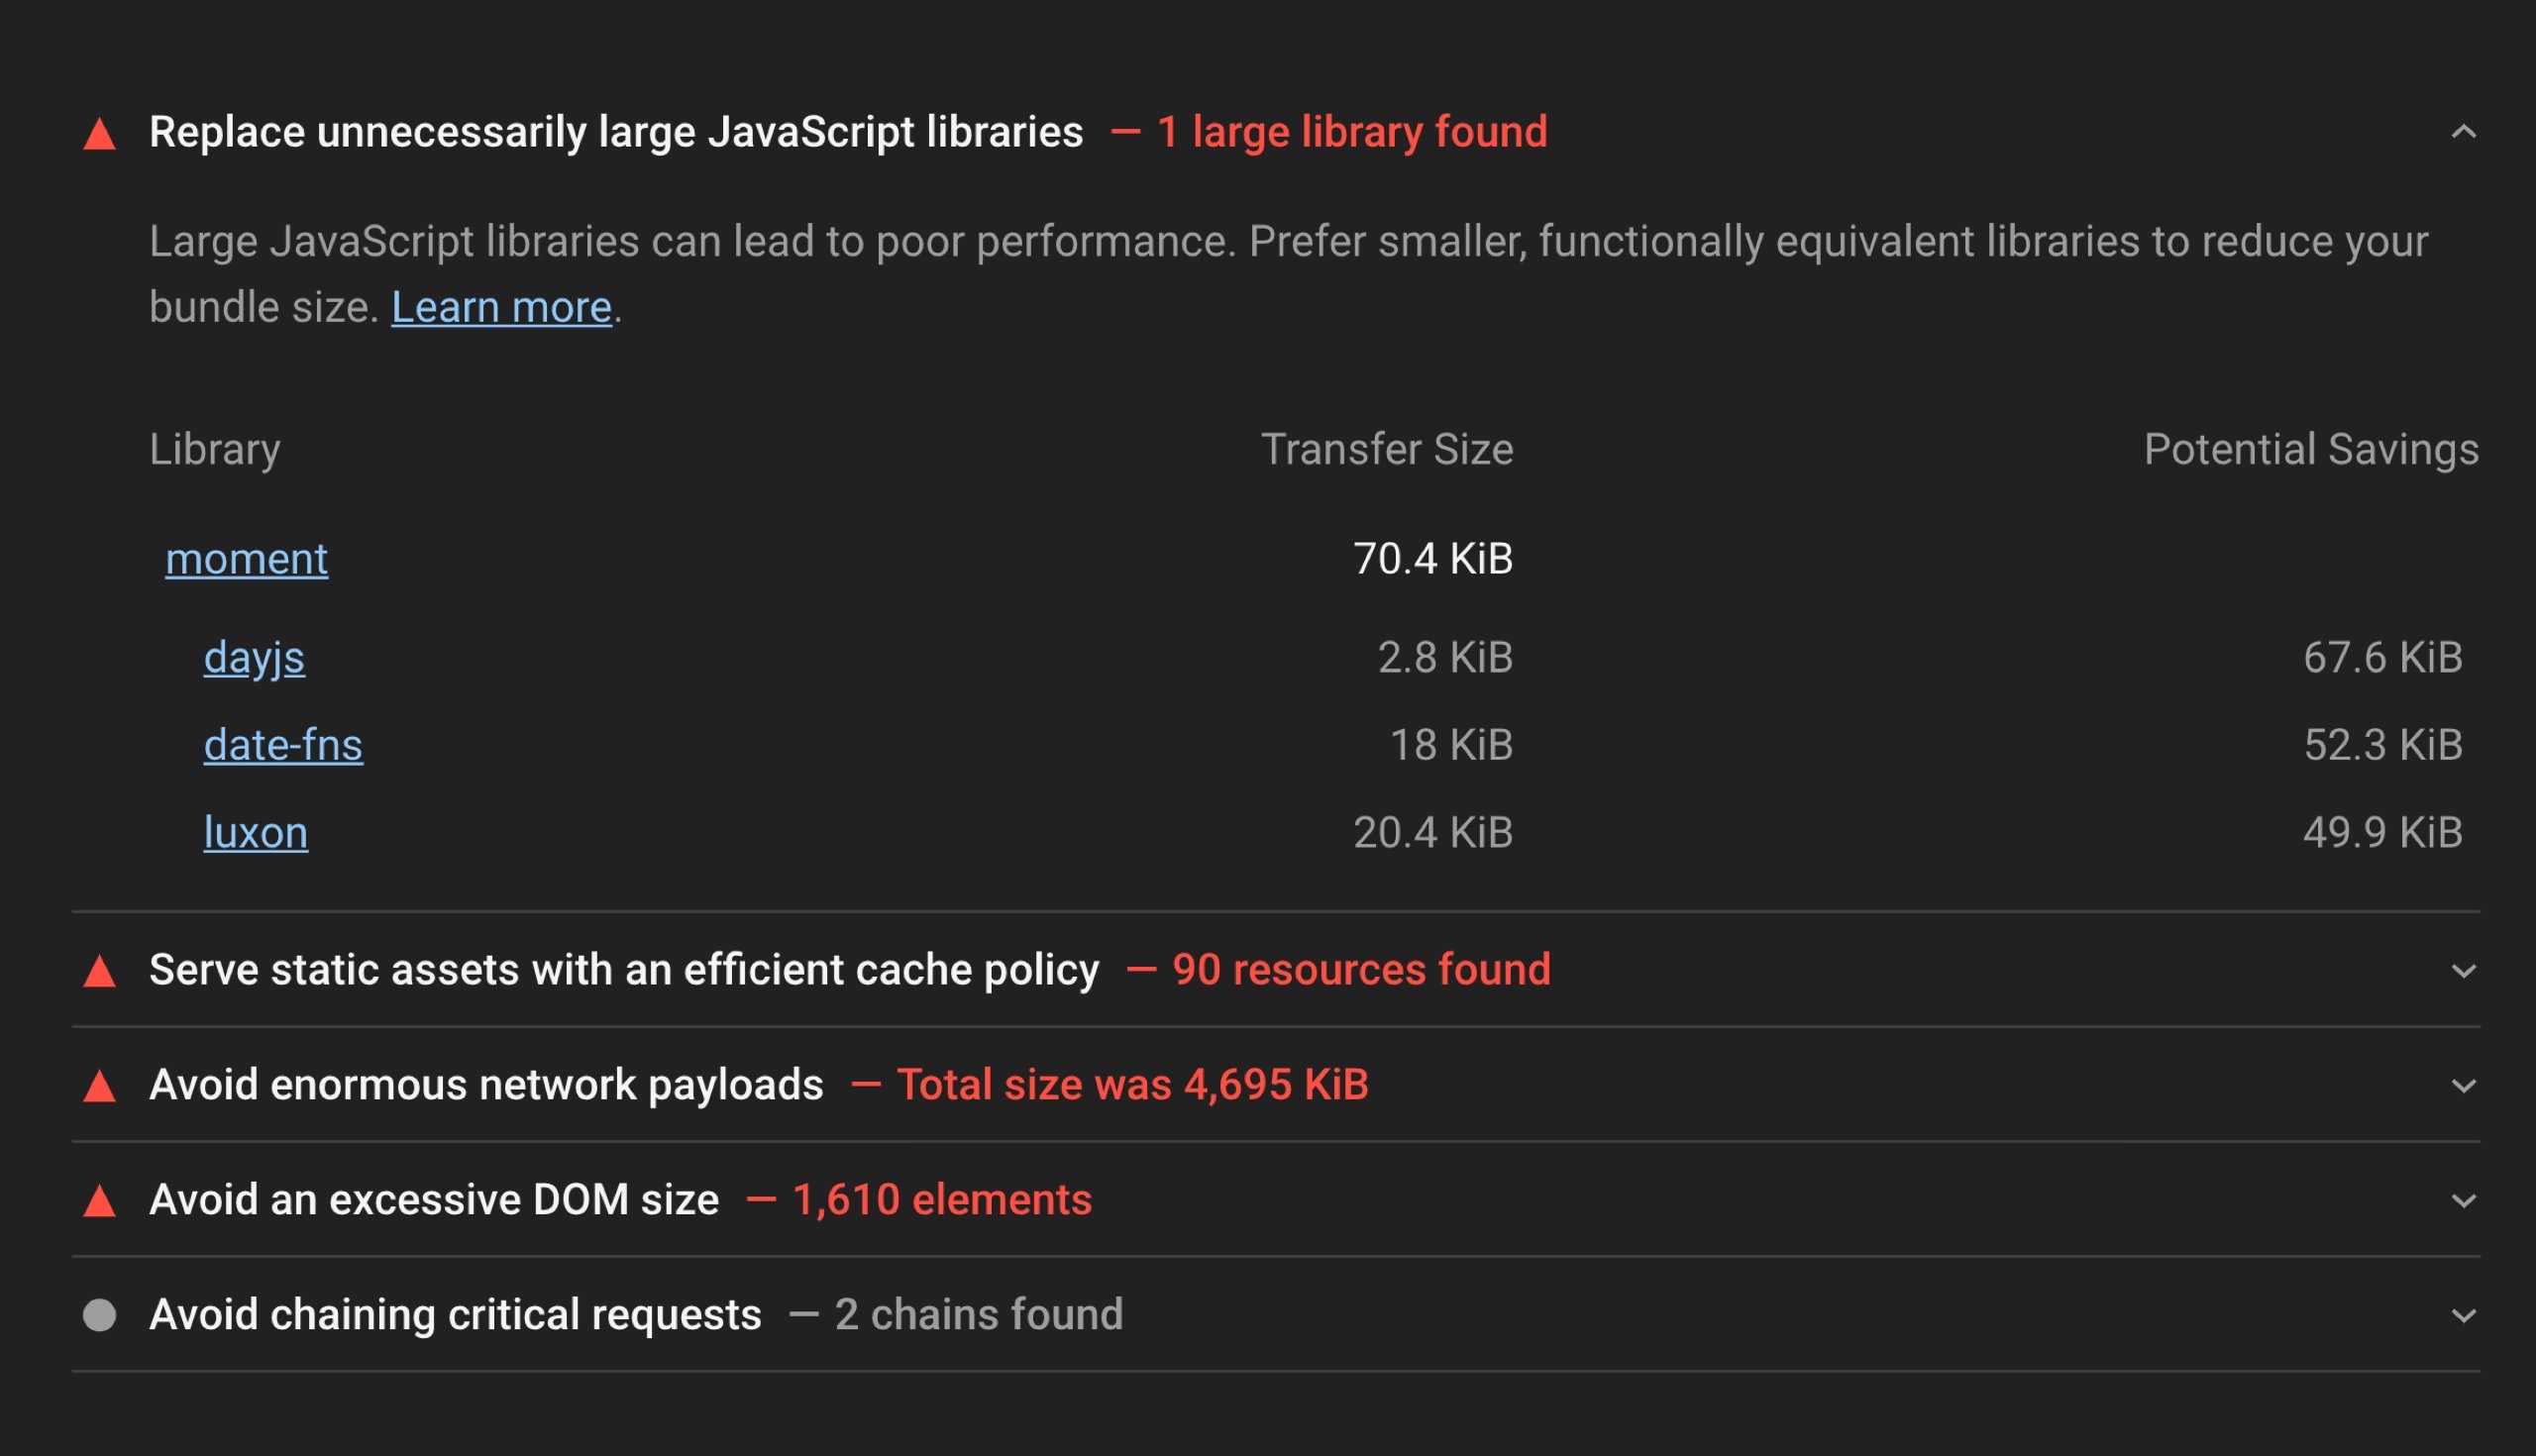 Replace unnecessarily large JavaScript libraries — 1 large library found
Large JavaScript libraries can lead to poor performance. Prefer smaller, functionally equivalent libraries to reduce your
bundle size. Learn more.
Library Transfer Size Potential Savings
moment 70.4 KiB
dayjs 2.8 KiB 67.6 KiB
date-fns 18 KiB 52.3 KiB
luxon 20.4 KiB 49.9 KiB
Serve static assets with an efficient cache policy — 90 resources found
Avoid enormous network payloads — Total size was 4,695 KiB
Avoid an excessive DOM size — 1,610 elements
Avoid chaining critical requests — 2 chains found